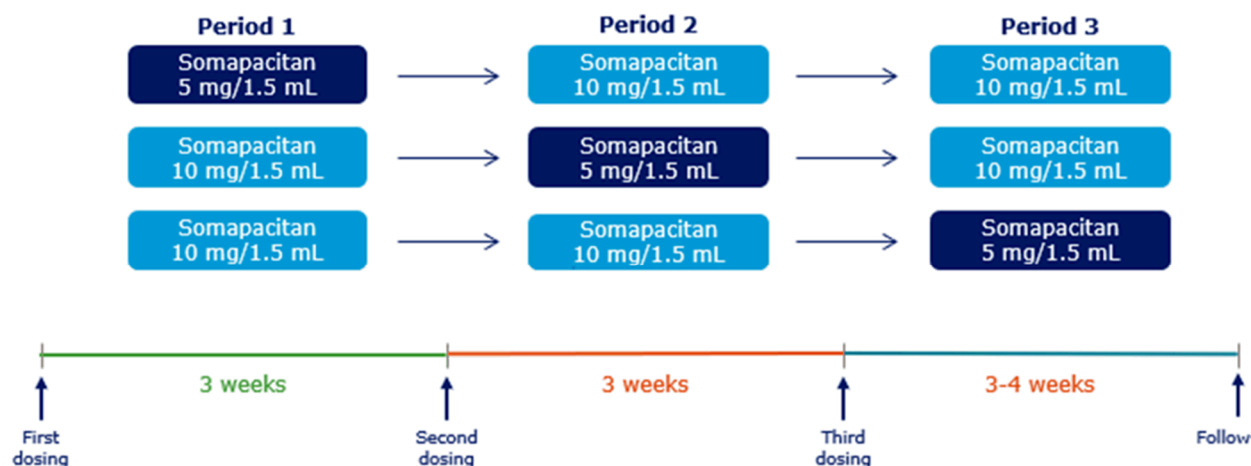 Period 1
Period 2
Period 3
Somapacitan
5 mg/1.5 mL
Somapacitan
10 mg/1.5 mL
Somapacitan
10 mg/1.5 mL
Somapacitan
10 mg/1.5 mL
Somapacitan
5 mg/1.5 mL
Somapacitan
10 mg/1.5 mL
Somapacitan
10 mg/1.5 mL
Somapacitan
10 mg/1.5 mL
Somapacitan
5 mg/1.5 mL
3 weeks
3 weeks
3-4 weeks
First
dosing
Second
dosing
Third
dosing
Follow